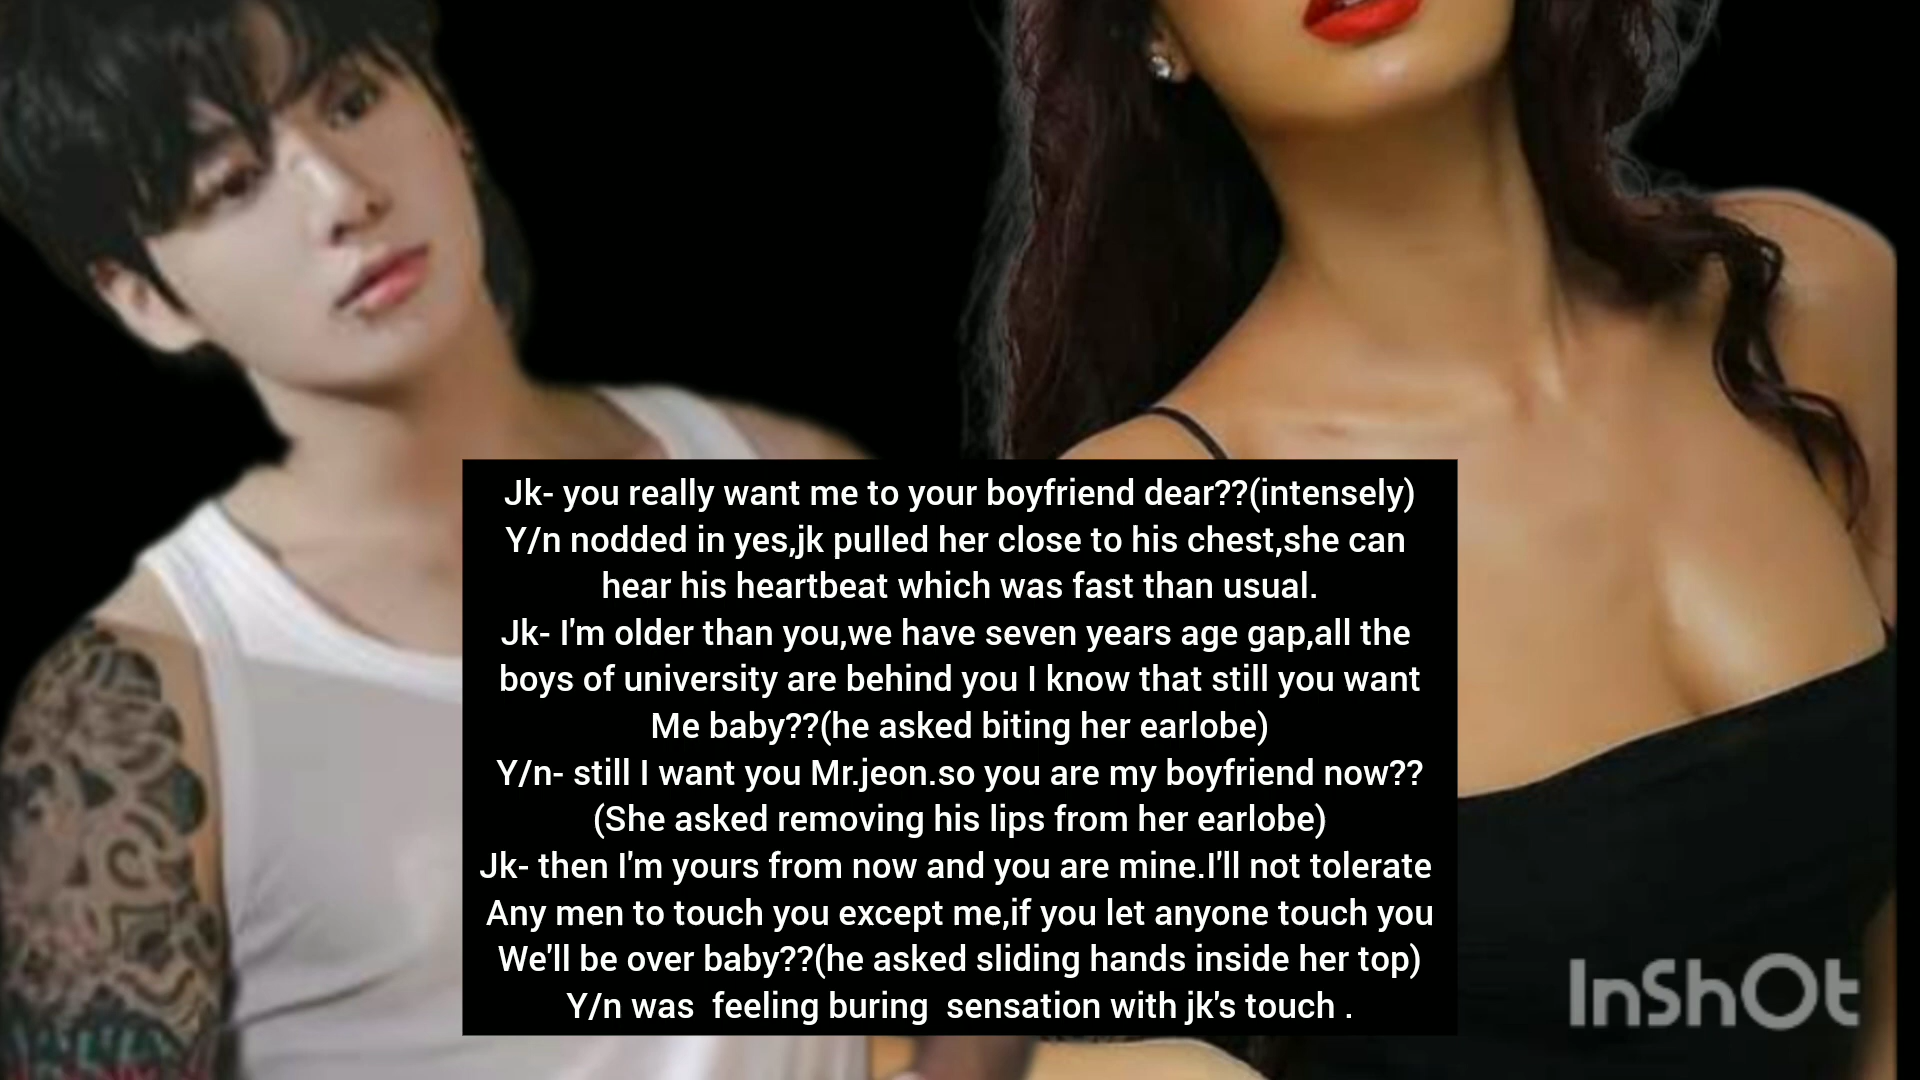 Jk- you really want me to your boyfriend dear??(intensely)
Y/n nodded in yes,jk pulled her close to his chest,she can
hear his heartbeat which was fast than usual.
Jk- I'm older than you,we have seven years age gap,all the
boys of university are behind you I know that still you want
Me baby??(he asked biting her earlobe)
Y/n- still I want you Mr.jeon.so you are my boyfriend now??
(She asked removing his lips from her earlobe)
Jk- then I'm yours from now and you are mine.I'll not tolerate
Any men to touch you except me,if you let anyone touch you
We'll be over baby??(he asked sliding hands inside her top)
Y/n was  feeling buring  sensation with jk's touch .
InShOt